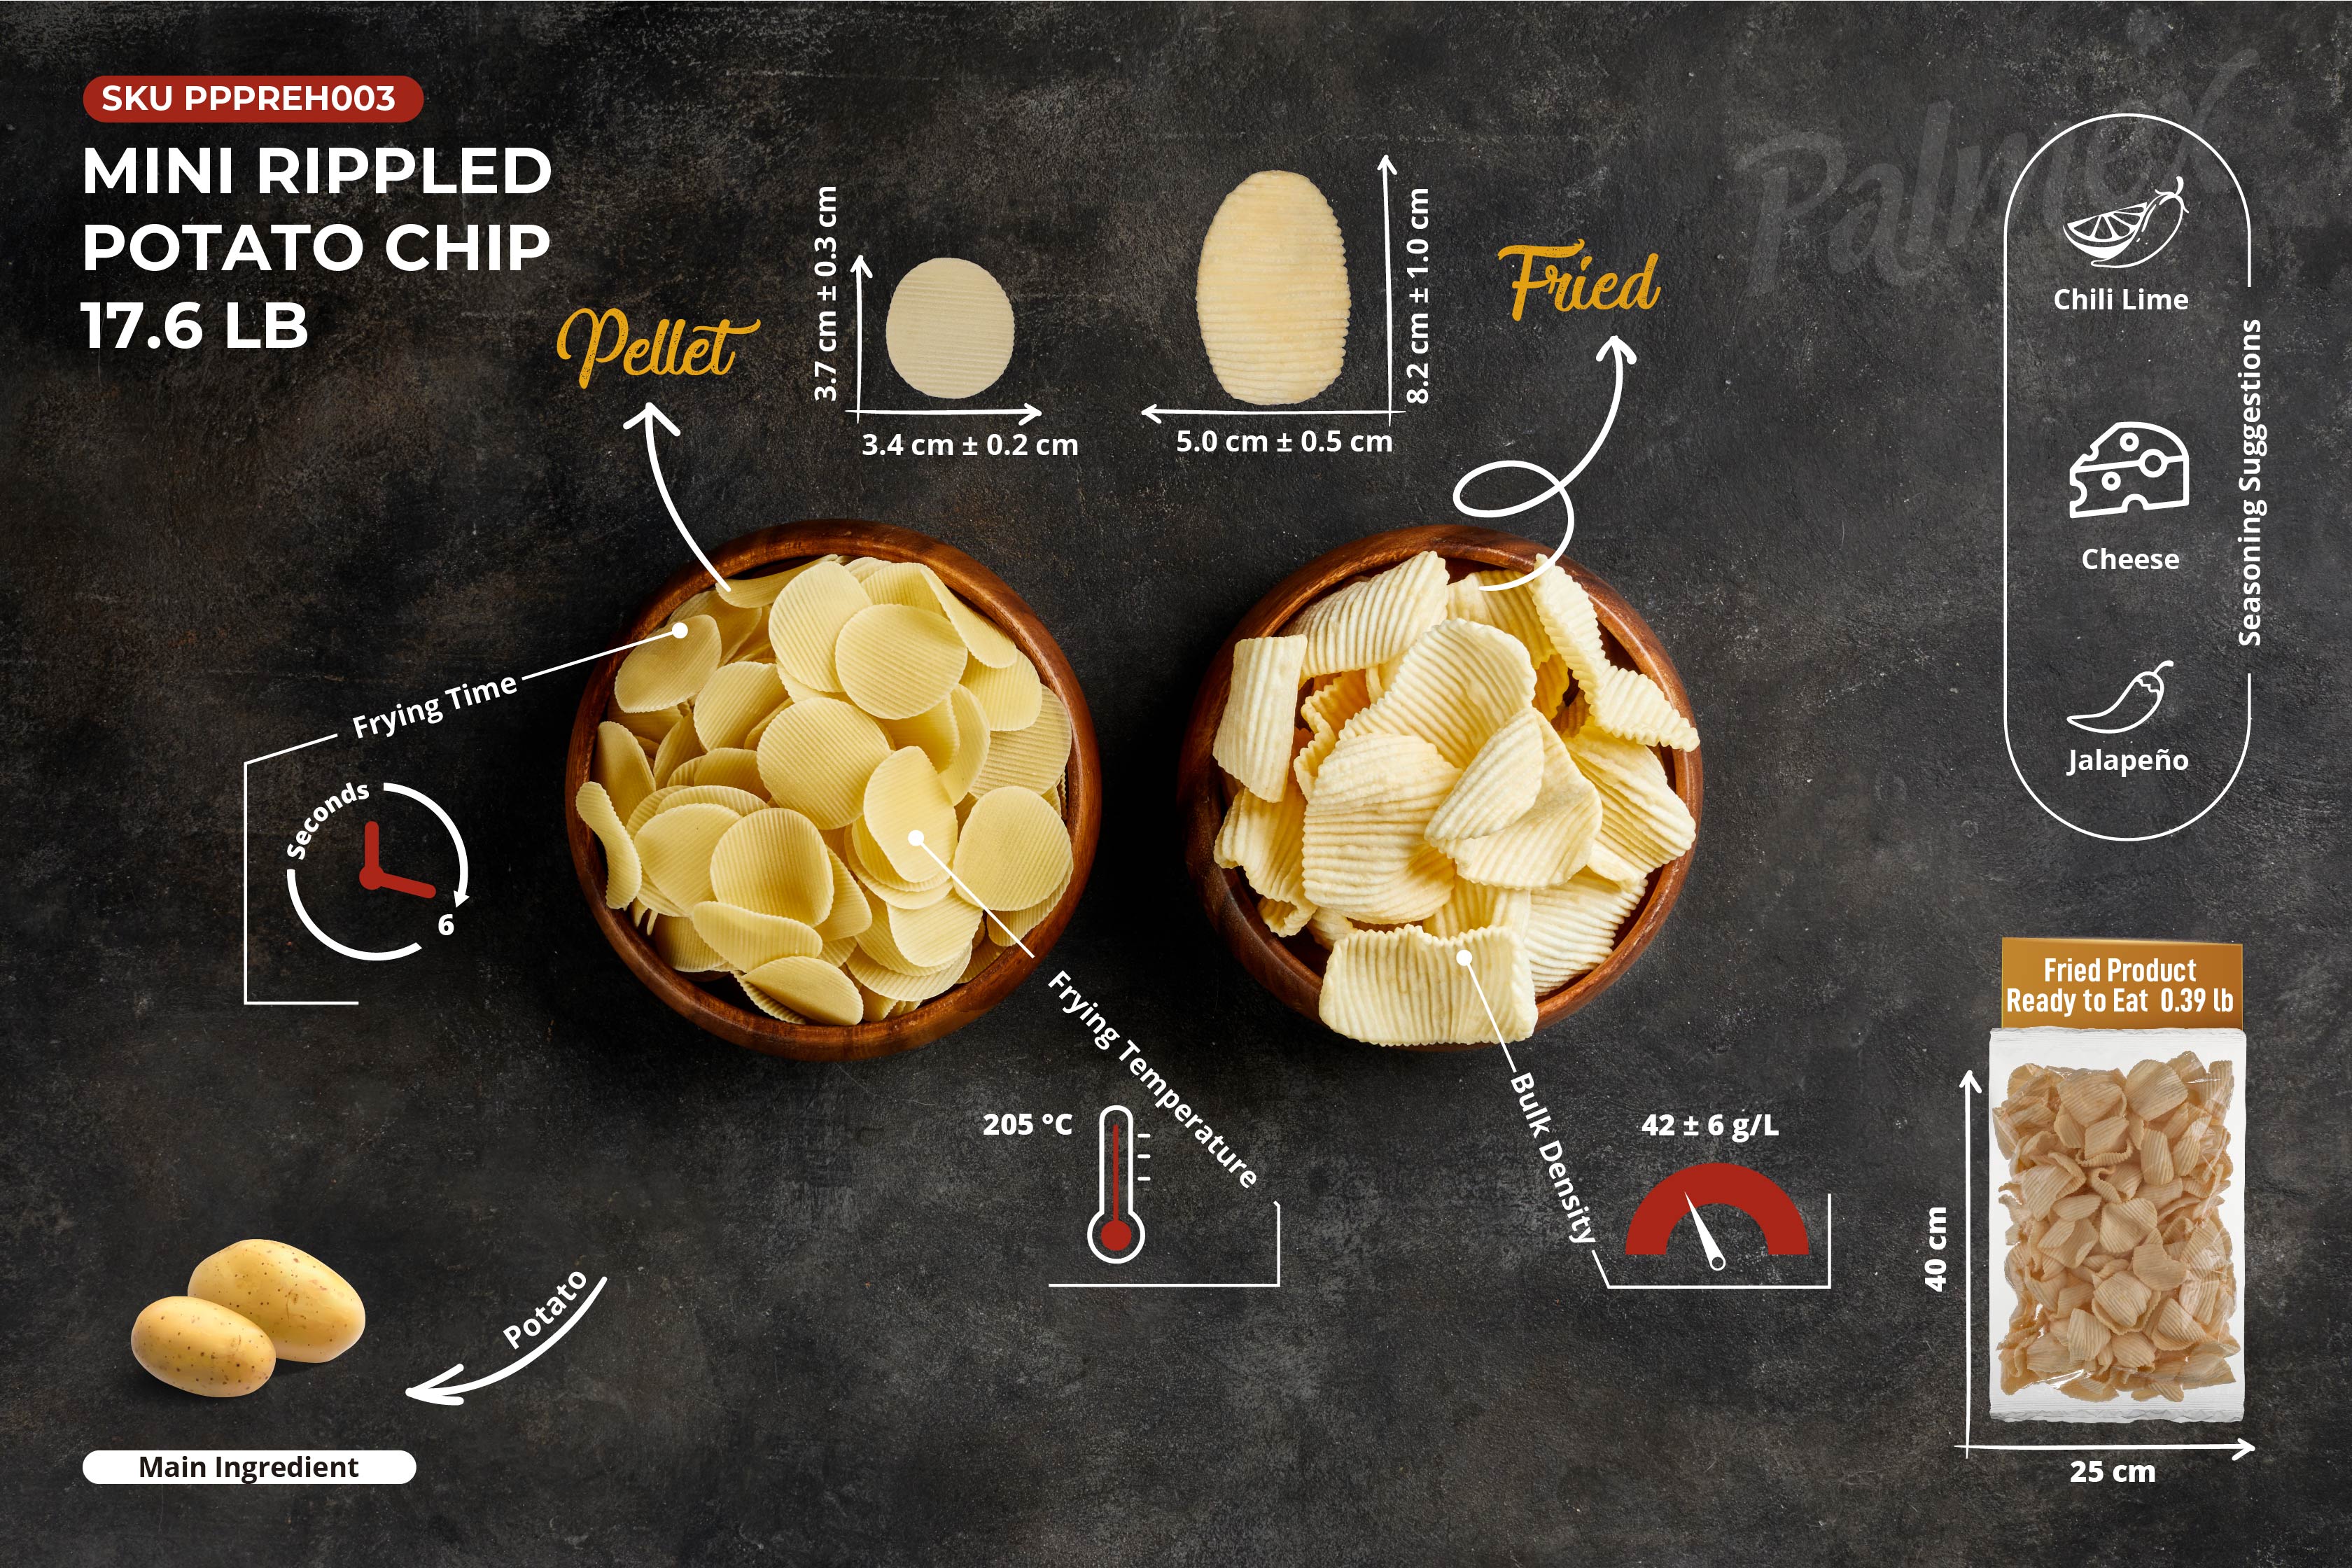 SKU PPPREH003
MINI RIPPLED
POTATO CHIP
17.6 LB
Pellet
3.7 cm ± 0.3 cm
3.4 cm ± 0.2 cm
8.2 cm ± 1.0 cm
5.0 cm ± 0.5 cm
Fried
Palmex
Chili Lime
Cheese
Jalapeño
Seasoning Suggestions
Frying Time
Seconds
6
Frying Temperature
205 °C
Bulk Density
42 ± 6 g/L
Fried Product
Ready to Eat 0.39 lb
40 cm
25 cm
Potato
Main Ingredient